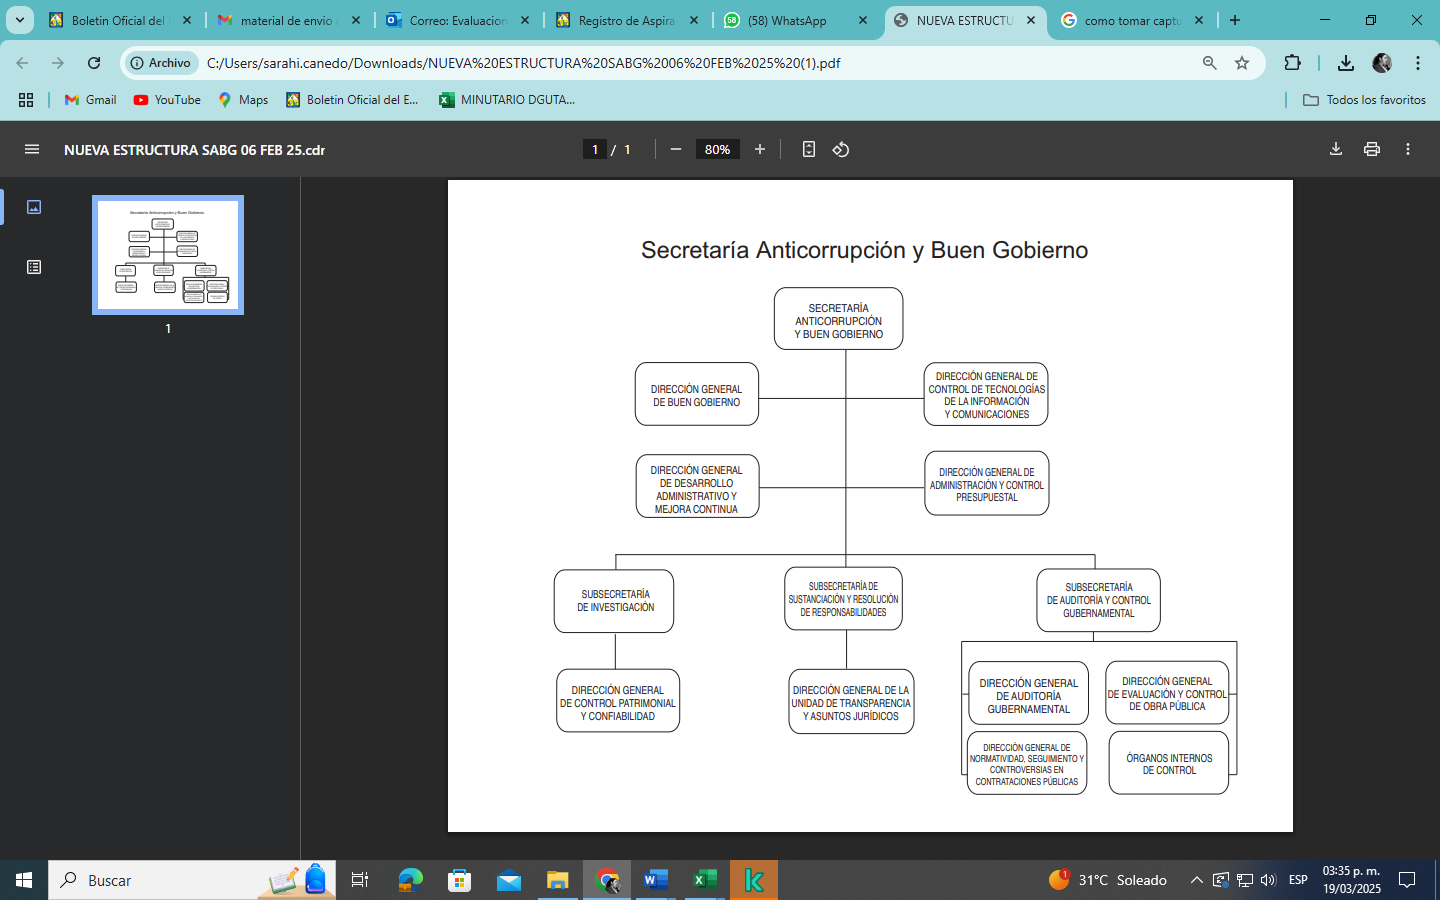 Boletin Oficial del
material de envio
Correo: Evaluacion
Registro de Aspira
(58) WhatsApp
NUEVA ESTRUCTU
como tomar captu
Archivo
C:/Users/sarahi.canedo/Downloads/NUEVA%20ESTRUCTURA%20SABG%2006%20FEB%2025%20(1).pdf
Gmail
YouTube
Maps
Boletin Oficial del E...
MINUTARIO DGUTA...
Todos los favoritos
NUEVA ESTRUCTURA SABG 06 FEB 25.cdr
1 / 1
80%
1
Secretaría Anticorrupción y Buen Gobierno
SECRETARÍA
ANTICORRUPCIÓN
Y BUEN GOBIERNO
DIRECCIÓN GENERAL
DE BUEN GOBIERNO
DIRECCIÓN GENERAL DE
CONTROL DE TECNOLOGÍAS
DE LA INFORMACIÓN
Y COMUNICACIONES
DIRECCIÓN GENERAL
DE DESARROLLO
ADMINISTRATIVO Y
MEJORA CONTINUA
DIRECCIÓN GENERAL DE
ADMINISTRACIÓN Y CONTROL
PRESUPUESTAL
SUBSECRETARÍA
DE INVESTIGACIÓN
SUBSECRETARÍA DE
SUSTANCIACIÓN Y RESOLUCIÓN
DE RESPONSABILIDADES
SUBSECRETARÍA
DE AUDITORÍA Y CONTROL
GUBERNAMENTAL
DIRECCIÓN GENERAL
DE CONTROL PATRIMONIAL
Y CONFIABILIDAD
DIRECCIÓN GENERAL DE LA
UNIDAD DE TRANSPARENCIA
Y ASUNTOS JURÍDICOS
DIRECCIÓN GENERAL
DE AUDITORÍA
GUBERNAMENTAL
DIRECCIÓN GENERAL
DE EVALUACIÓN Y CONTROL
DE OBRA PÚBLICA
DIRECCIÓN GENERAL DE
NORMATIVIDAD, SEGUIMIENTO Y
CONTROVERSIAS EN
CONTRATACIONES PÚBLICAS
ÓRGANOS INTERNOS
DE CONTROL
Buscar
31°C Soleado
ESP
03:35 p. m.
19/03/2025